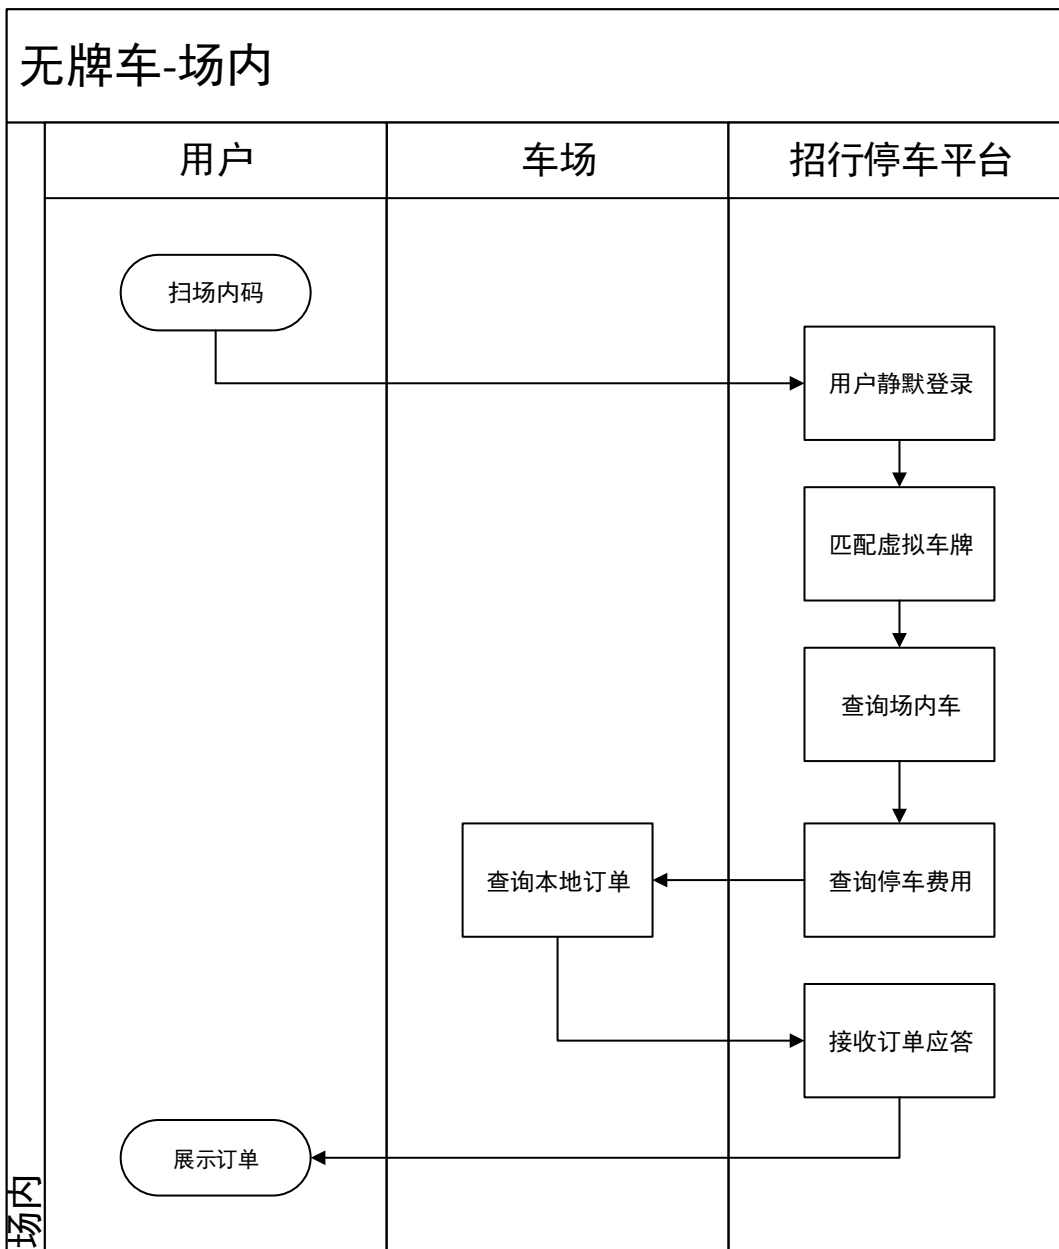 无牌车-场内
用户
车场
招行停车平台
扫场内码
用户静默登录
匹配虚拟车牌
查询场内车
查询本地订单
查询停车费用
接收订单应答
展示订单
场内